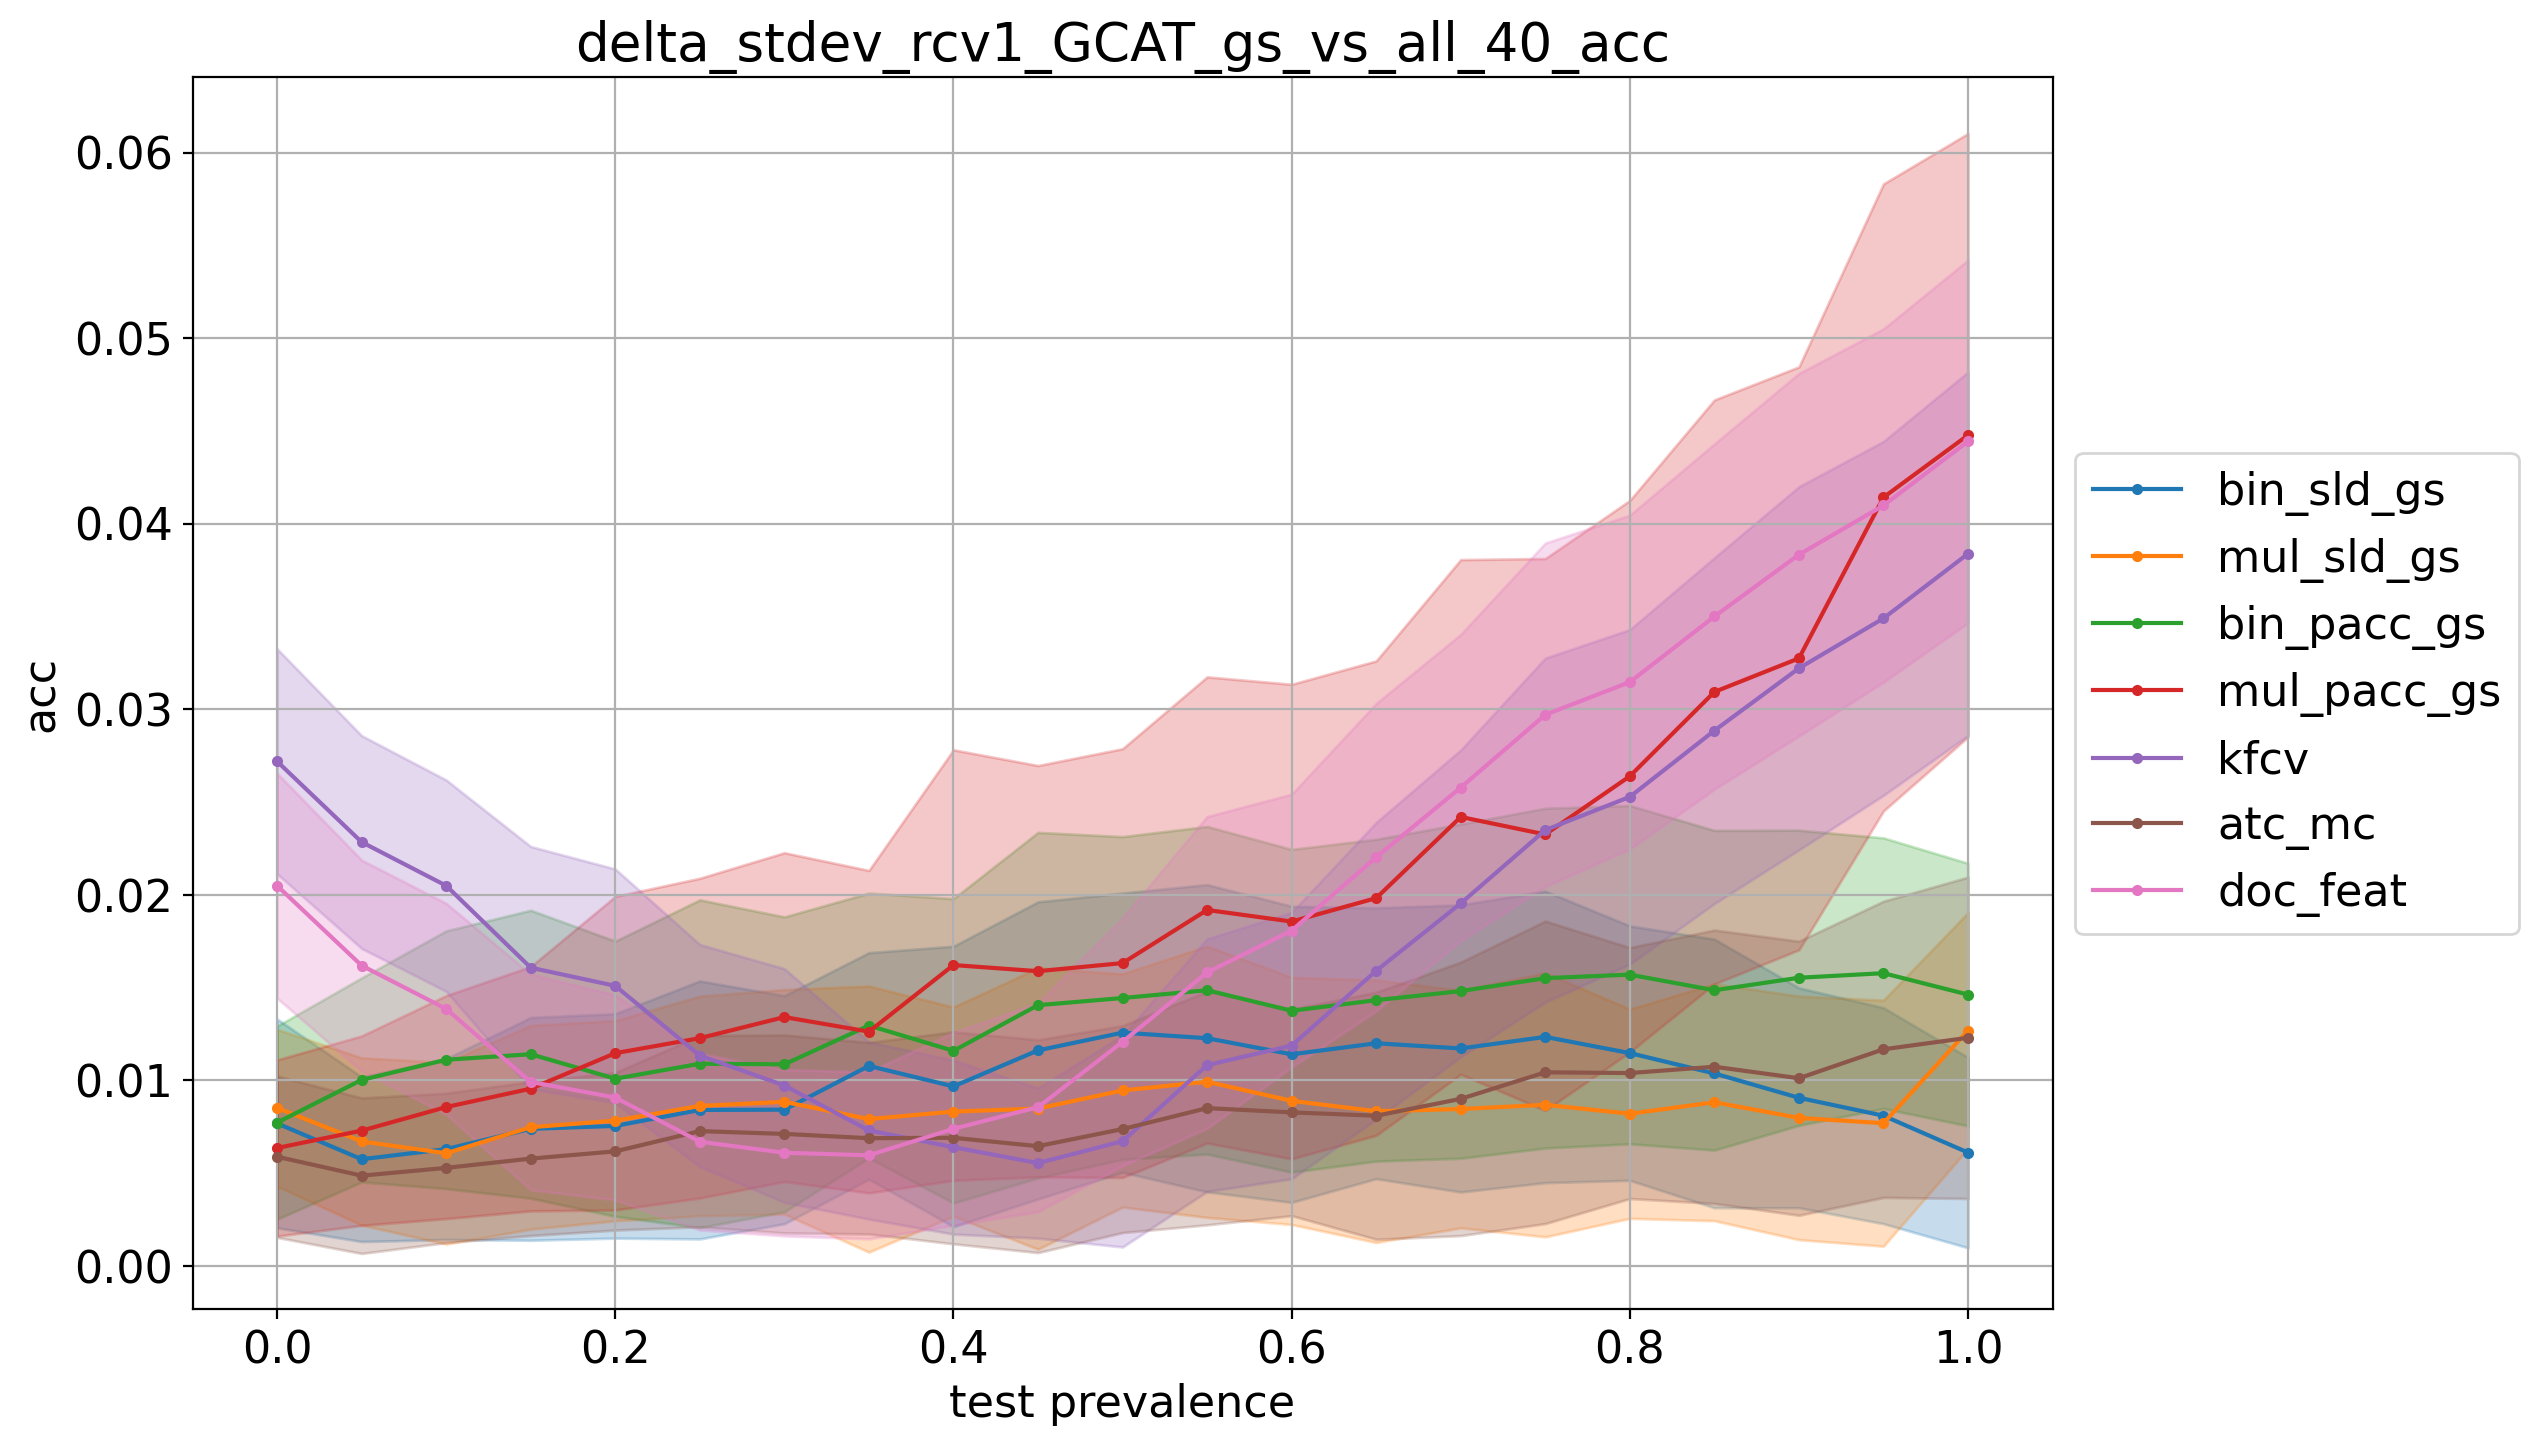 delta_stdev_rcv1_GCAT_gs_vs_all_40_acc
0.06
0.05
0.04
0.03
0.02
0.01
0.00
acc
0.0 0.2 0.4 0.6 0.8 1.0
test prevalence
bin_sld_gs
mul_sld_gs
bin_pacc_gs
mul_pacc_gs
kfcv
atc_mc
doc_feat